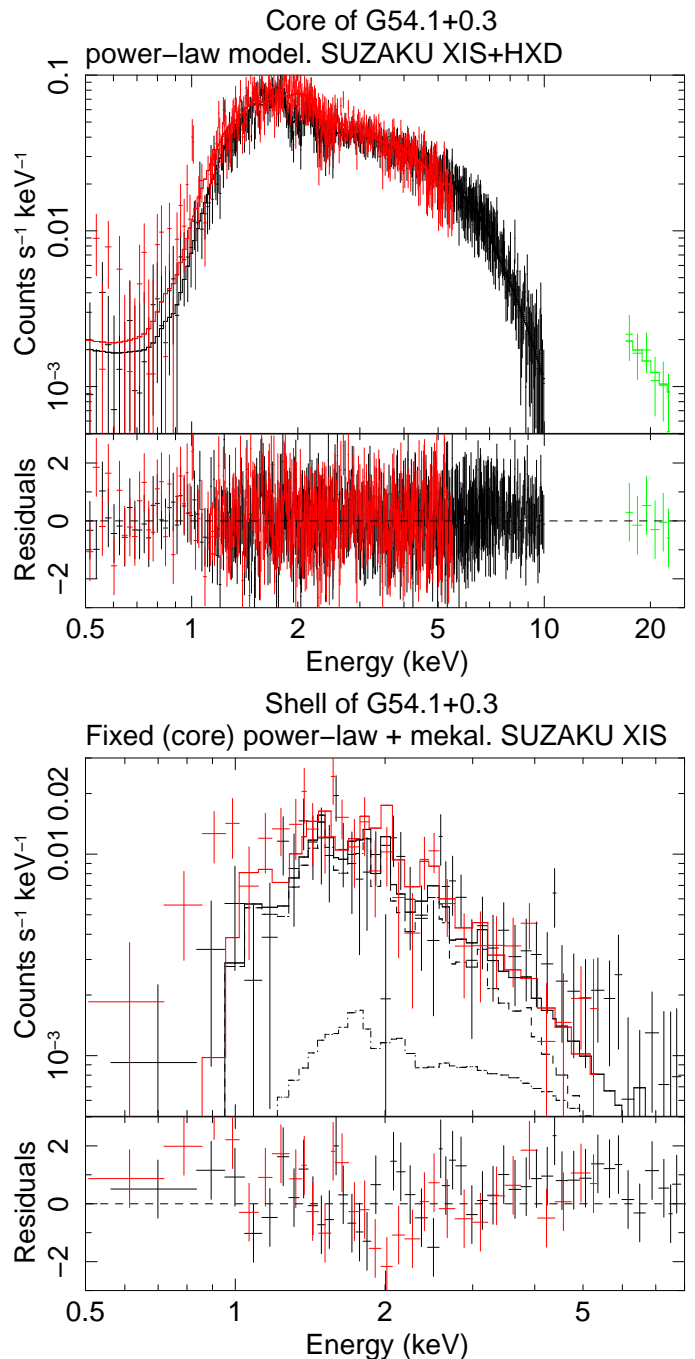 Core of G54.1+0.3
power−law model. SUZAKU XIS+HXD
0.1
0.01
10⁻³
Counts s⁻¹ keV⁻¹
2
0
−2
Residuals
0.5 1 2 5 10 20
Energy (keV)
Shell of G54.1+0.3
Fixed (core) power−law + mekal. SUZAKU XIS
0.02
0.01
10⁻³
Counts s⁻¹ keV⁻¹
2
0
−2
Residuals
0.5 1 2 5
Energy (keV)